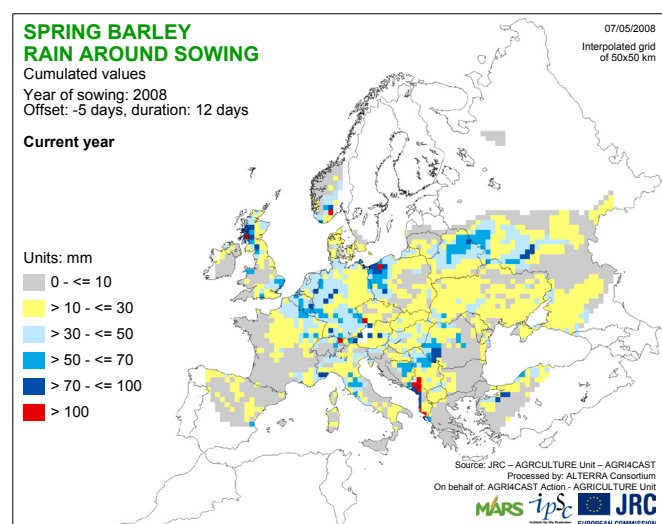 SPRING BARLEY
RAIN AROUND SOWING
Cumulated values
Year of sowing: 2008
Offset: -5 days, duration: 12 days
Current year
07/05/2008
Interpolated grid
of 50x50 km
Units: mm
0 - <= 10
> 10 - <= 30
> 30 - <= 50
> 50 - <= 70
> 70 - <= 100
> 100
Source: JRC – AGRCULTURE Unit – AGRI4CAST
Processed by: ALTERRA Consortium
On behalf of: AGRI4CAST Action - AGRICULTURE Unit
MARS ipsc JRC
EUROPEAN COMMISSION